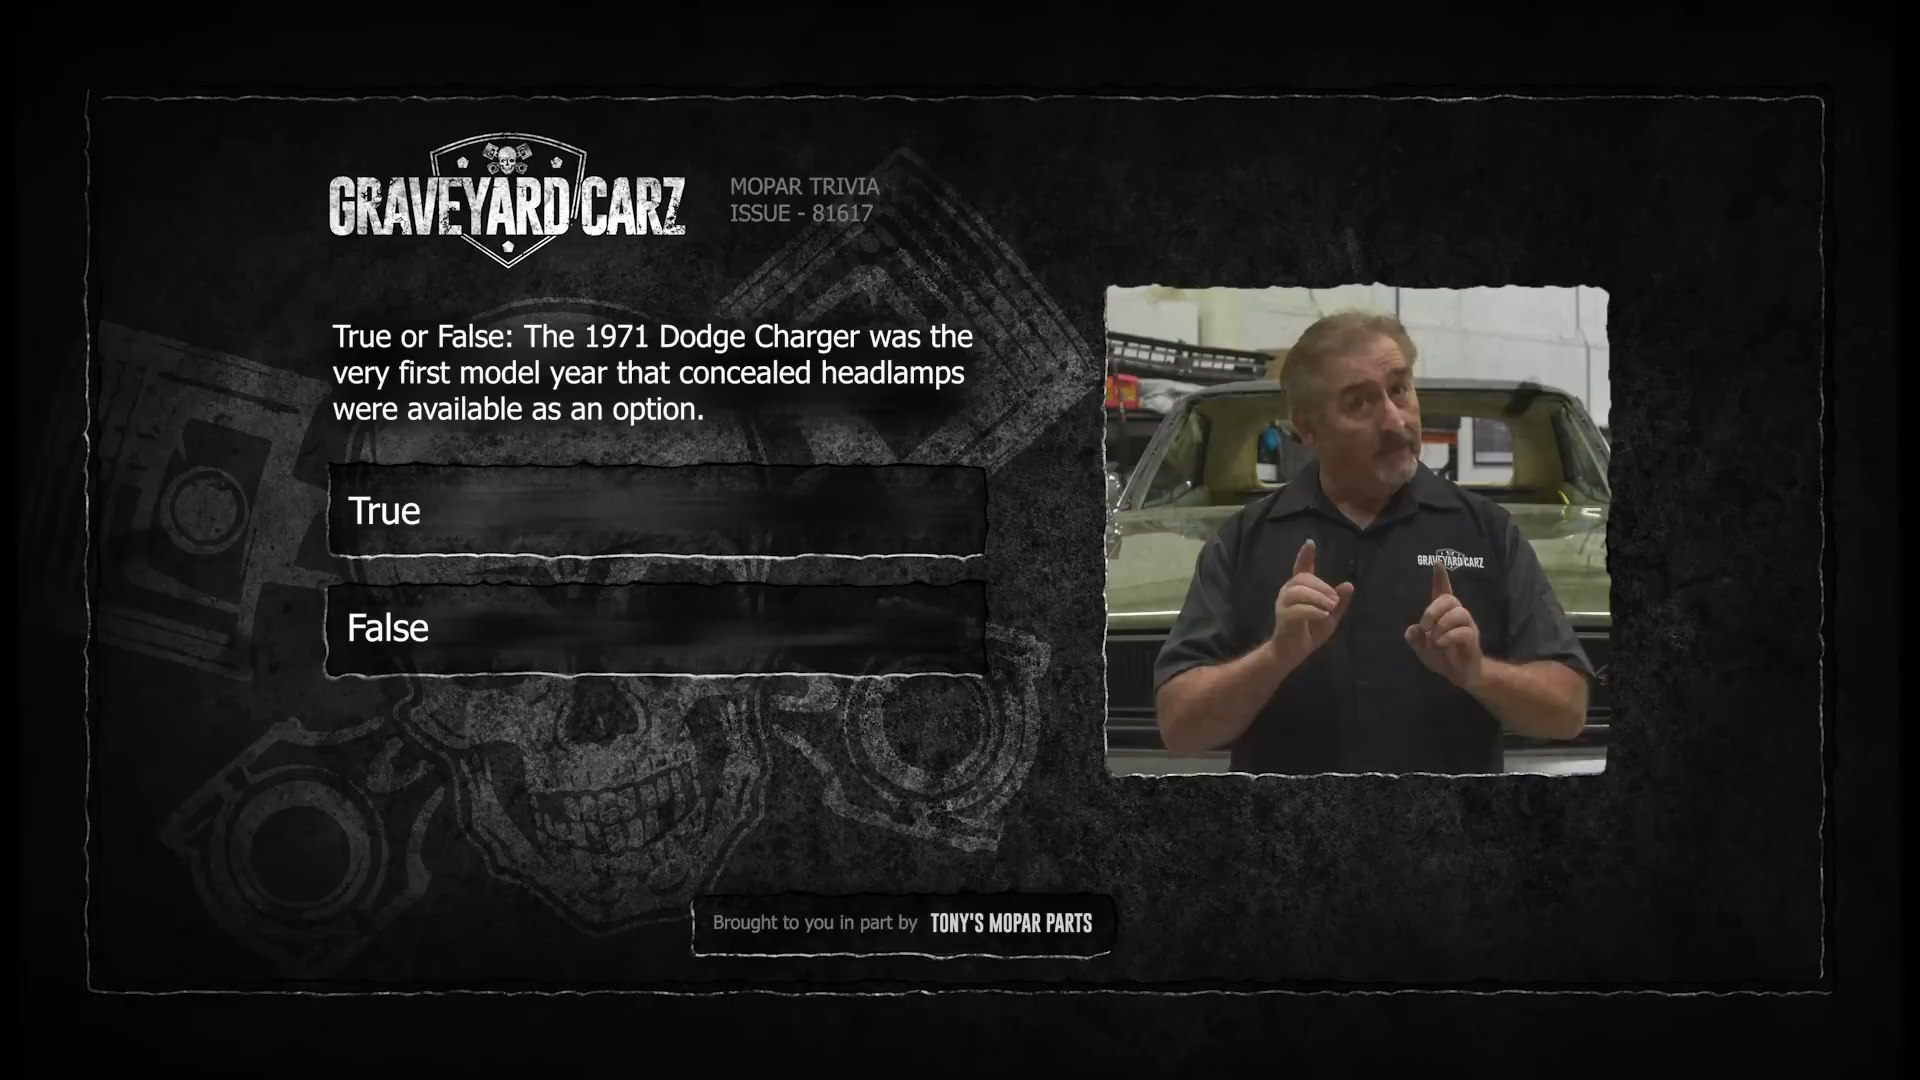 GRAVEYARD CARZ
MOPAR TRIVIA
ISSUE - 81617
True or False: The 1971 Dodge Charger was the
very first model year that concealed headlamps
were available as an option.
True
False
GRAVEYARD CARZ
Brought to you in part by TONY'S MOPAR PARTS